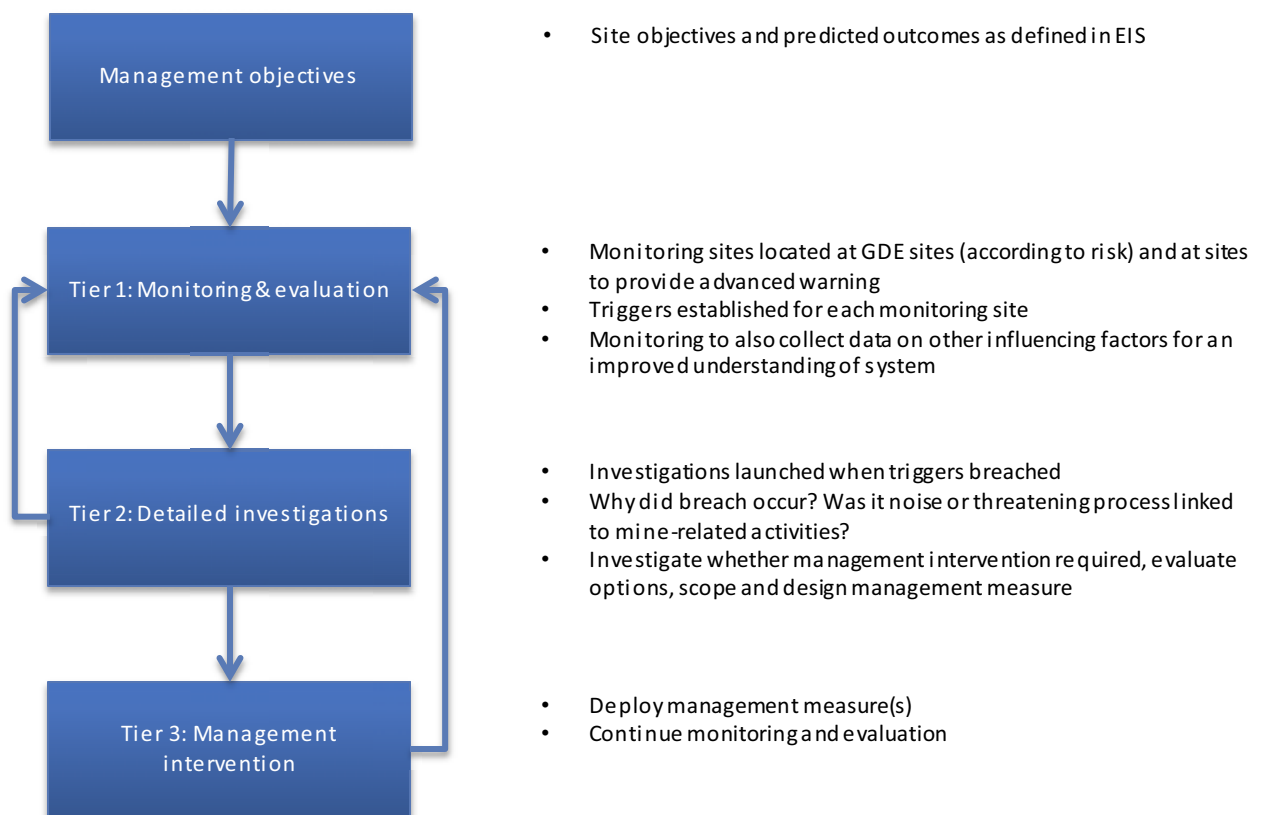 Management objectives
• Site objectives and predicted outcomes as defined in EIS
Tier 1: Monitoring & evaluation
• Monitoring sites located at GDE sites (according to risk) and at sites
to provide advanced warning
• Triggers established for each monitoring site
• Monitoring to also collect data on other influencing factors for an
improved understanding of system
Tier 2: Detailed investigations
• Investigations launched when triggers breached
• Why did breach occur? Was it noise or threatening process linked
to mine-related activities?
• Investigate whether management intervention required, evaluate
options, scope and design management measure
Tier 3: Management
intervention
• Deploy management measure(s)
• Continue monitoring and evaluation